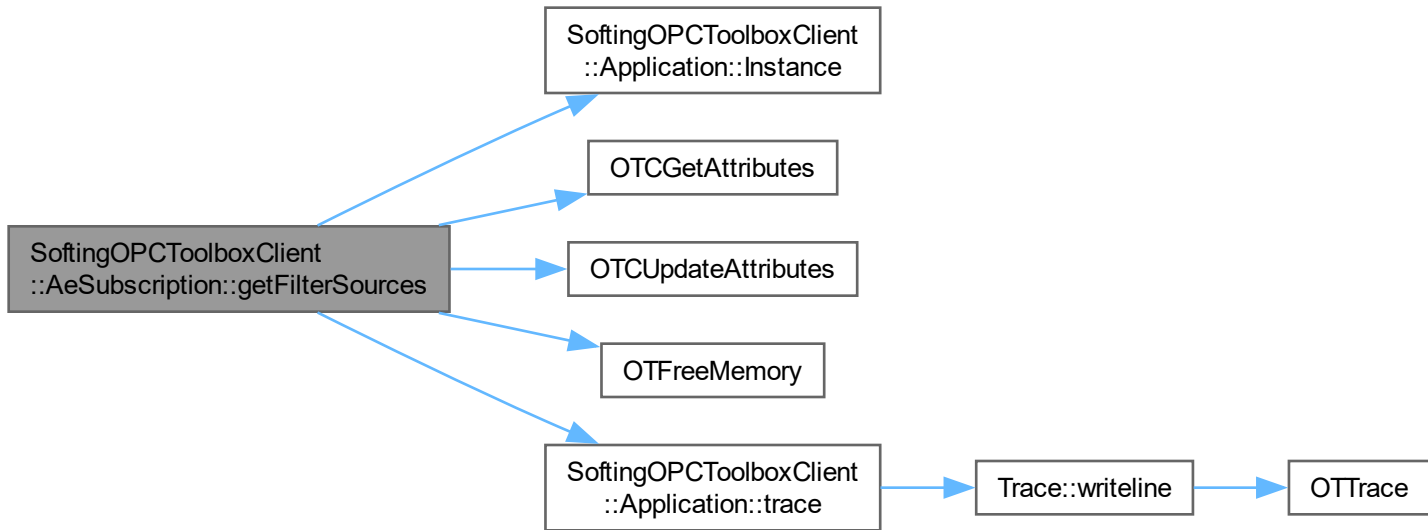 SoftingOPCToolboxClient
::Application::Instance
OTCGetAttributes
SoftingOPCToolboxClient
::AeSubscription::getFilterSources
OTCUpdateAttributes
OTFreeMemory
SoftingOPCToolboxClient
::Application::trace
Trace::writeline
OTTrace